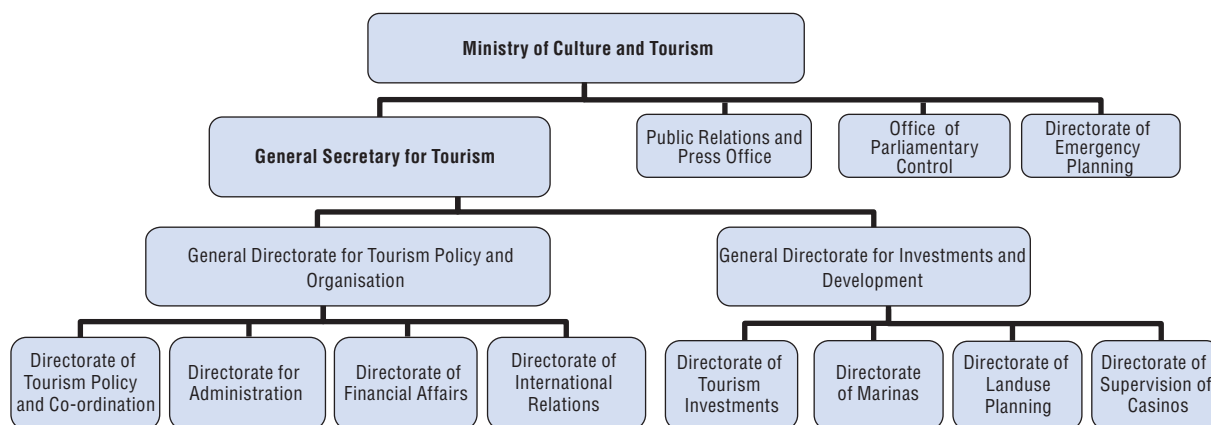 Ministry of Culture and Tourism
General Secretary for Tourism
Public Relations and
Press Office
Office of
Parliamentary
Control
Directorate of
Emergency
Planning
General Directorate for Tourism Policy and
Organisation
General Directorate for Investments and
Development
Directorate of
Tourism Policy
and Co-ordination
Directorate for
Administration
Directorate of
Financial Affairs
Directorate of
International
Relations
Directorate of
Tourism
Investments
Directorate
of Marinas
Directorate of
Landuse
Planning
Directorate of
Supervision of
Casinos